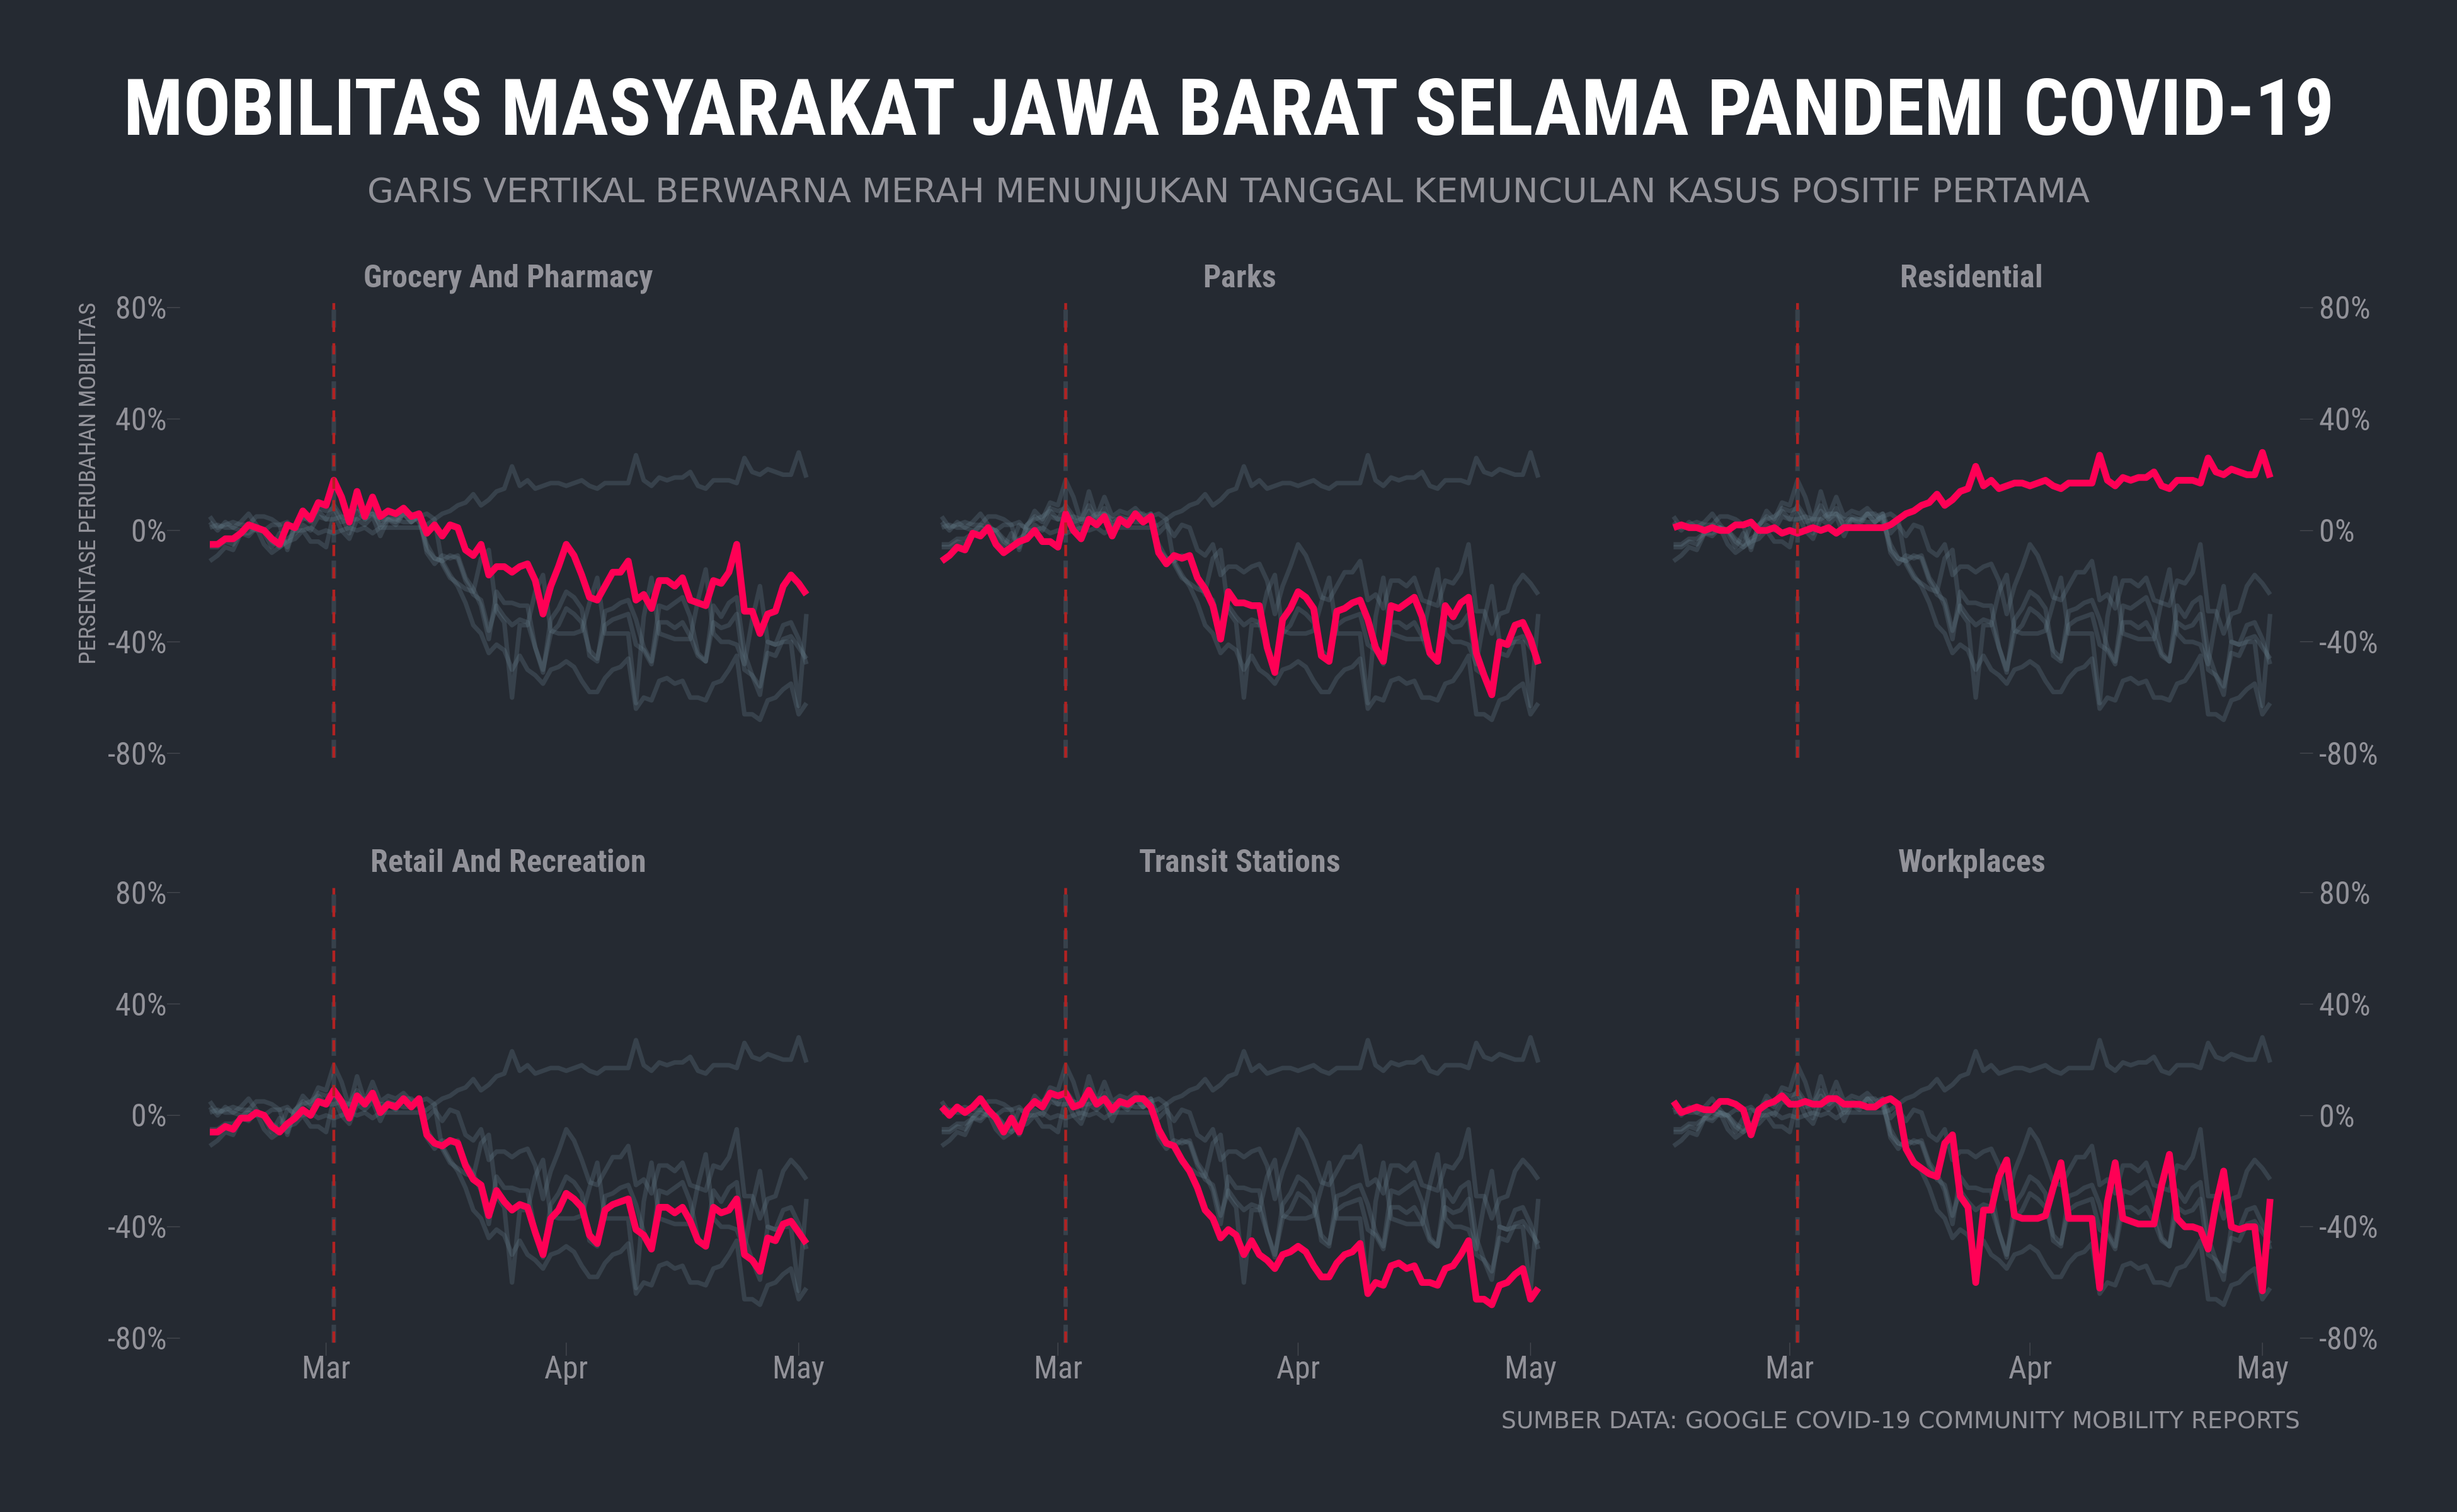 MOBILITAS MASYARAKAT JAWA BARAT SELAMA PANDEMI COVID-19
GARIS VERTIKAL BERWARNA MERAH MENUNJUKAN TANGGAL KEMUNCULAN KASUS POSITIF PERTAMA
Grocery And Pharmacy
Parks
Residential
PERSENTASE PERUBAHAN MOBILITAS
80%
40%
0%
-40%
-80%
80%
40%
0%
-40%
-80%
Retail And Recreation
Transit Stations
Workplaces
80%
40%
0%
-40%
-80%
80%
40%
0%
-40%
-80%
Mar Apr May
Mar Apr May
Mar Apr May
SUMBER DATA: GOOGLE COVID-19 COMMUNITY MOBILITY REPORTS